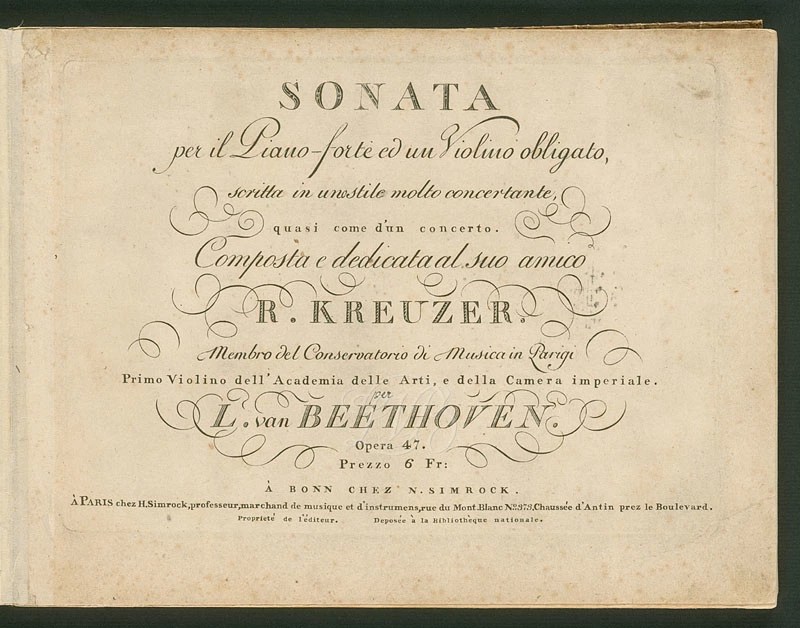 SONATA
per il Piano-forte ed un Violino obligato,
scritta in uno stile molto concertante,
quasi come d'un concerto.
Composta e dedicata al suo amico
R. KREUZER.
Membro del Conservatorio di Musica in Parigi
Primo Violino dell'Academia delle Arti, e della Camera imperiale.
per
L. van BEETHOVEN.
Opera 47.
Prezzo 6 Fr:
À BONN CHEZ N. SIMROCK.
À PARIS chez H. Simrock, professeur, marchand de musique et d'instrumens, rue du Mont Blanc No. 373, Chaussée d'Antin prez le Boulevard.
Proprieté de l'éditeur. Deposée à la Bibliothèque nationale.